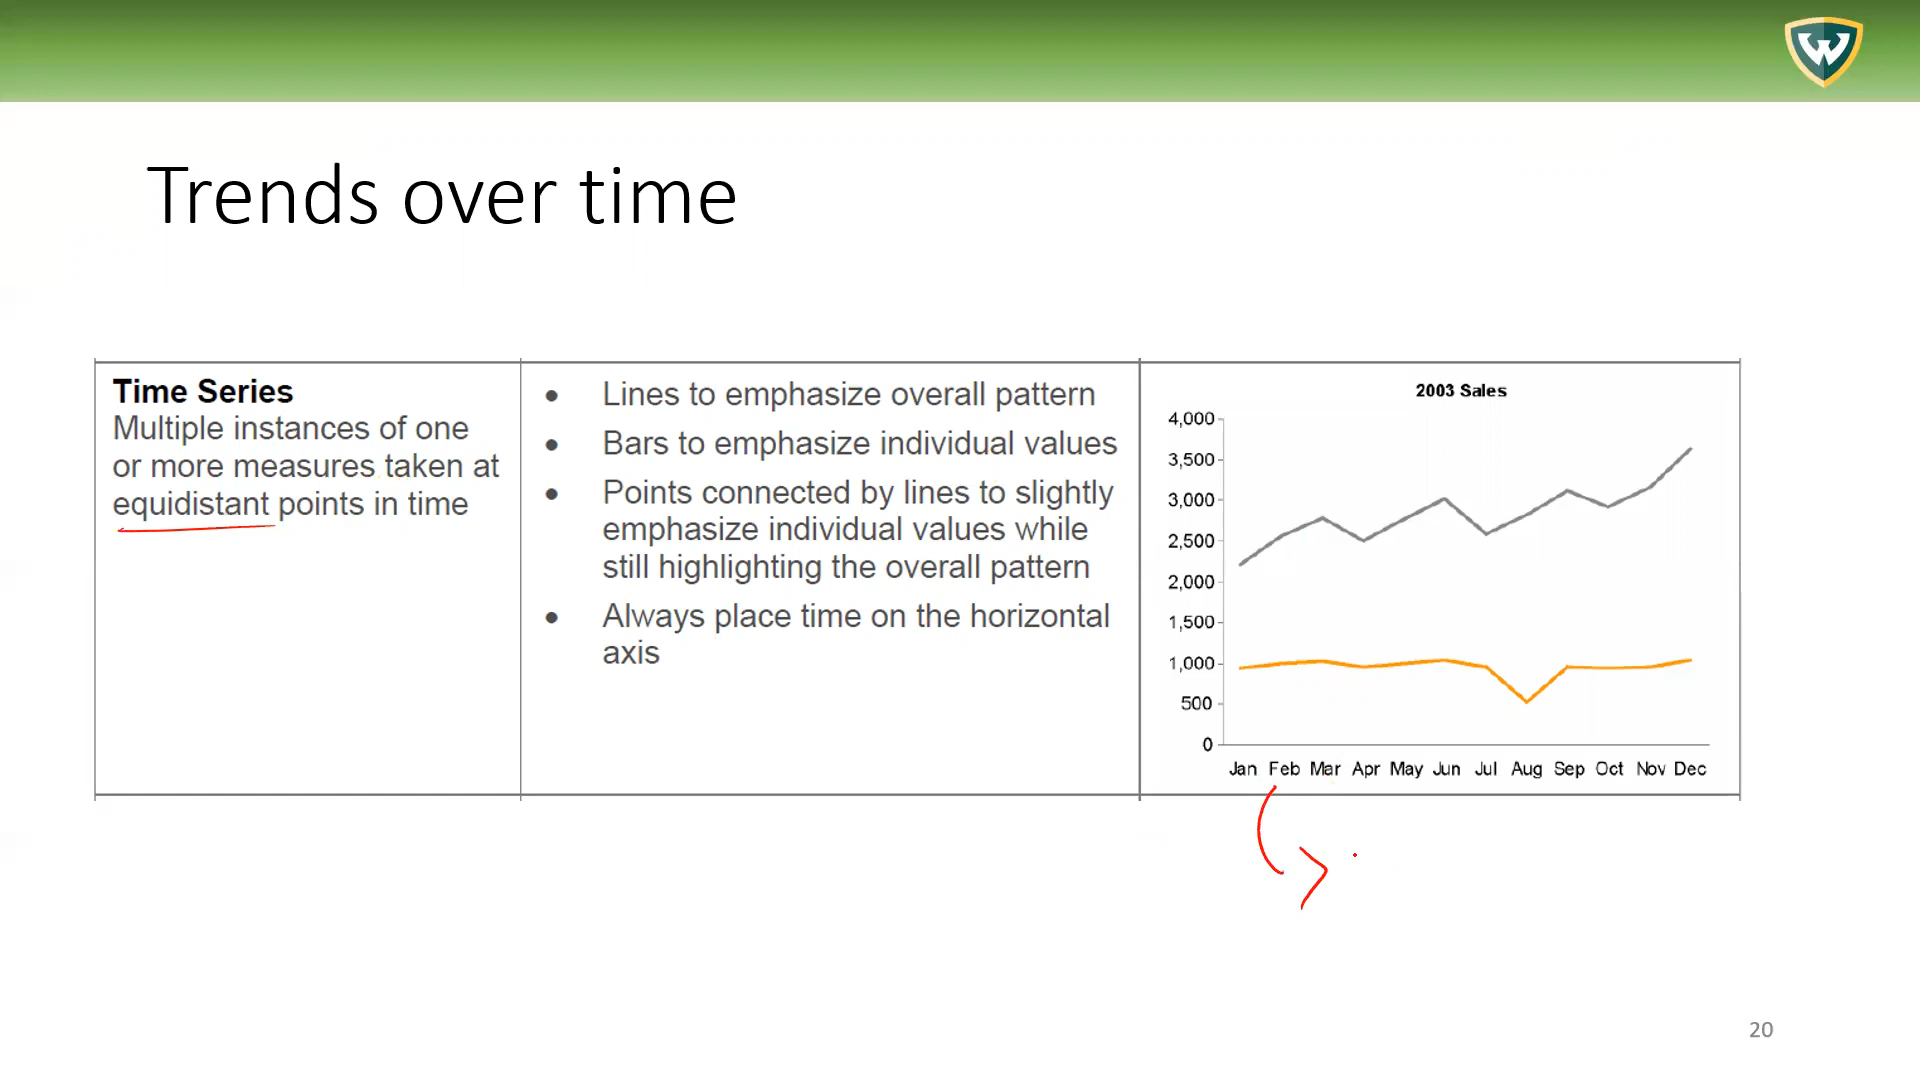 W
Trends over time
Time Series
Multiple instances of one
or more measures taken at
equidistant points in time
• Lines to emphasize overall pattern
• Bars to emphasize individual values
• Points connected by lines to slightly
emphasize individual values while
still highlighting the overall pattern
• Always place time on the horizontal
axis
2003 Sales
4,000
3,500
3,000
2,500
2,000
1,500
1,000
500
0
Jan Feb Mar Apr May Jun Jul Aug Sep Oct Nov Dec
20